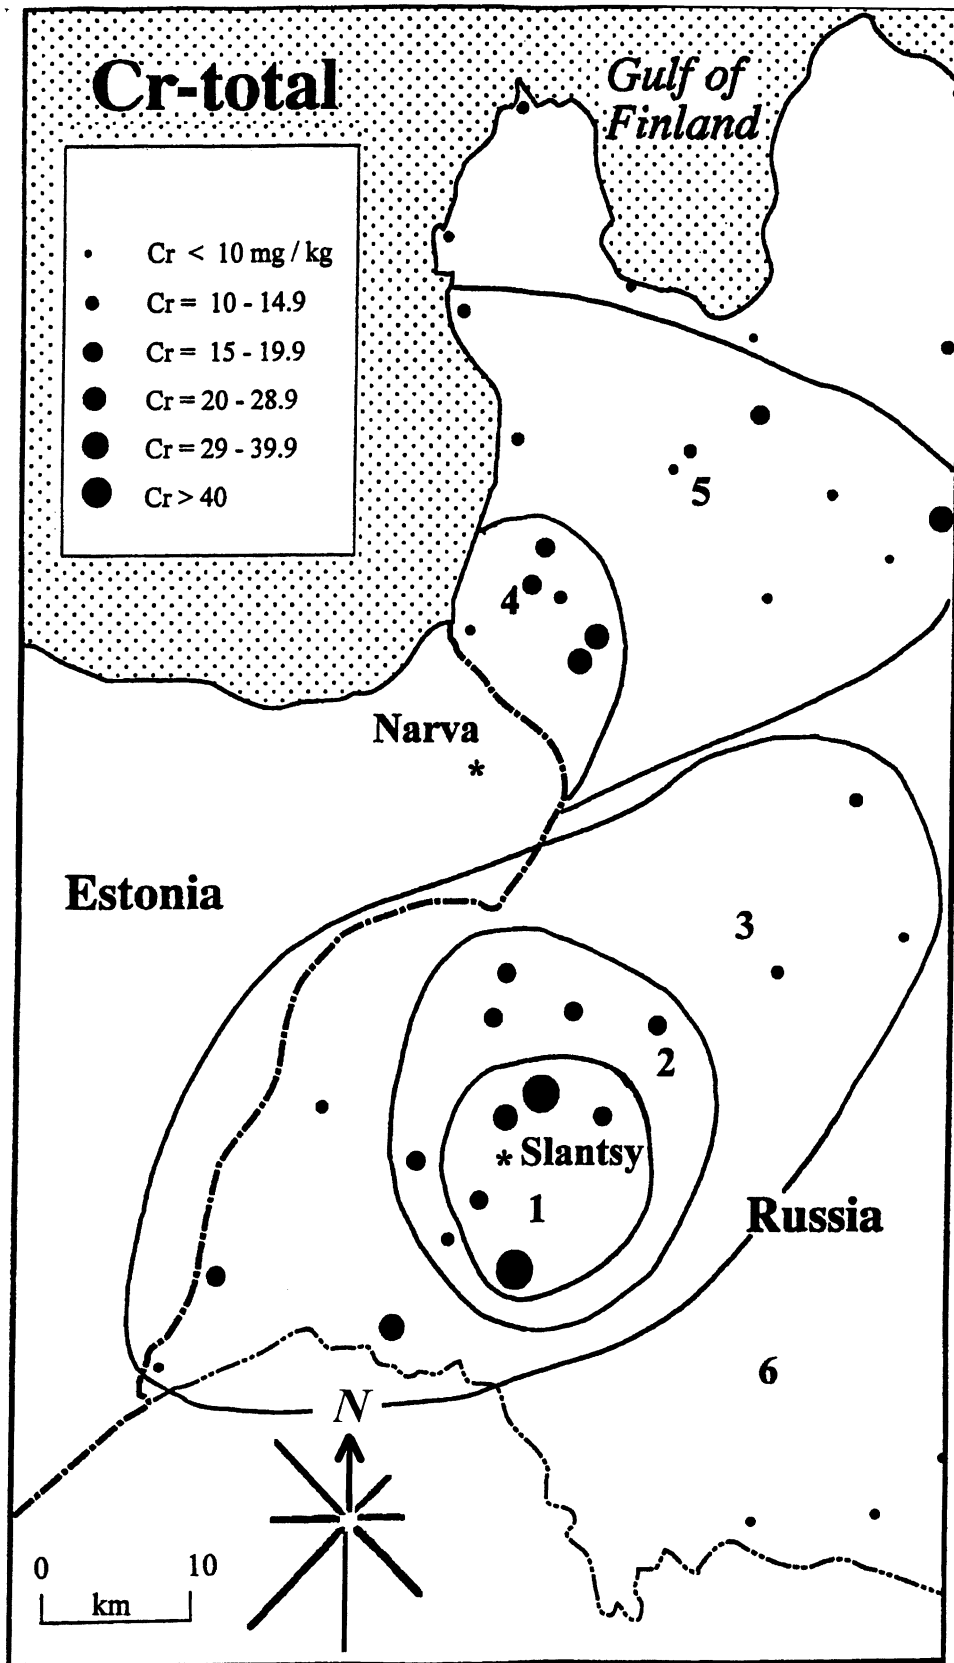 Cr-total
Gulf of
Finland
Cr < 10 mg / kg
Cr = 10 - 14.9
Cr = 15 - 19.9
Cr = 20 - 28.9
Cr = 29 - 39.9
Cr > 40
5
4
Narva
*
Estonia
3
2
* Slantsy
1
Russia
6
N
0 10
km